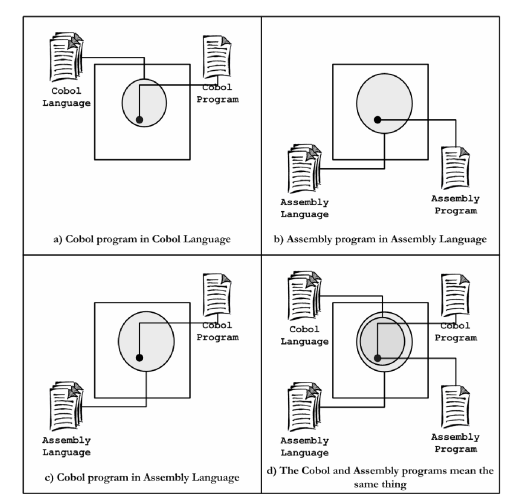 Cobol
Language
Cobol
Program
a) Cobol program in Cobol Language
Assembly
Language
Assembly
Program
b) Assembly program in Assembly Language
Cobol
Program
Assembly
Language
c) Cobol program in Assembly Language
Cobol
Language
Cobol
Program
Assembly
Language
Assembly
Program
d) The Cobol and Assembly programs mean the
same thing